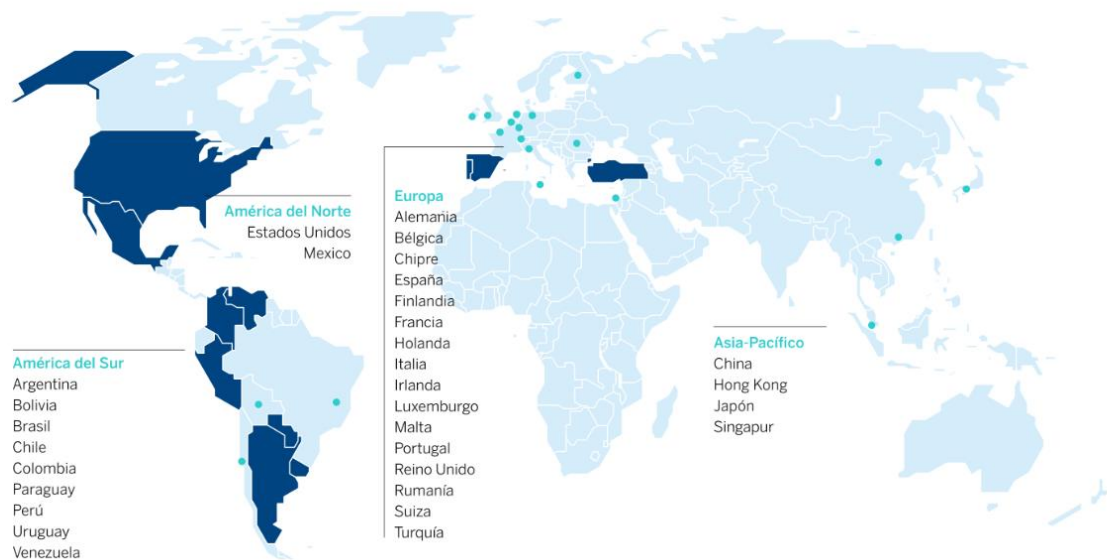 América del Norte
Estados Unidos
Mexico
América del Sur
Argentina
Bolivia
Brasil
Chile
Colombia
Paraguay
Perú
Uruguay
Venezuela
Europa
Alemania
Bélgica
Chipre
España
Finlandia
Francia
Holanda
Italia
Irlanda
Luxemburgo
Malta
Portugal
Reino Unido
Rumanía
Suiza
Turquía
Asia-Pacífico
China
Hong Kong
Japón
Singapur